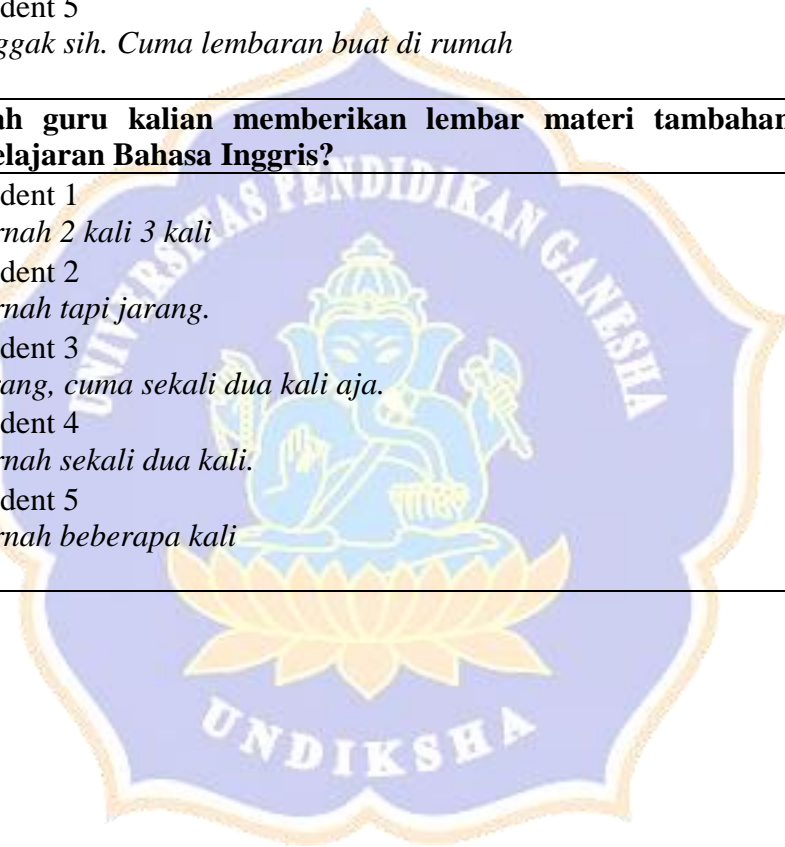 dent 5
ggak sih. Cuma lembaran buat di rumah
ah guru kalian memberikan lembar materi tambahan
elajaran Bahasa Inggris?
dent 1
rnah 2 kali 3 kali
dent 2
rnah tapi jarang.
dent 3
rang, cuma sekali dua kali aja.
dent 4
rnah sekali dua kali.
dent 5
rnah beberapa kali
UNIVERSITAS PENDIDIKAN GANESHA
UNDIKSHA